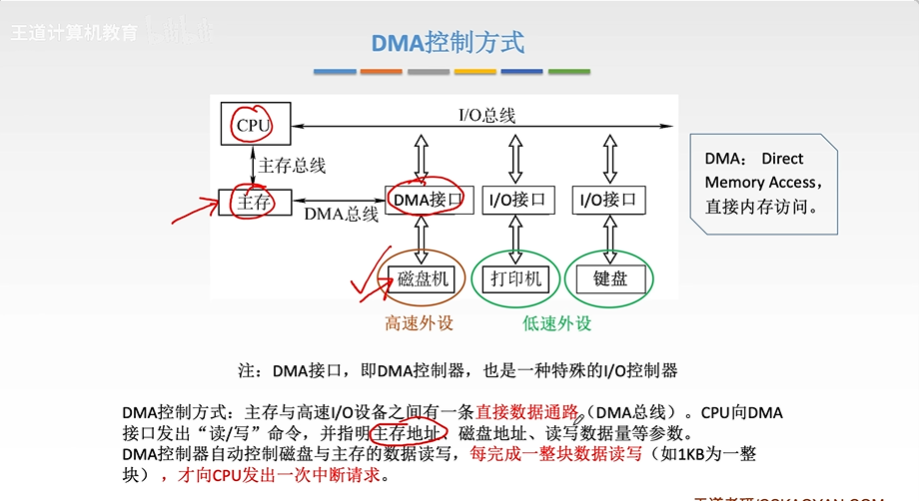 王道计算机教育
DMA控制方式
CPU
I/O总线
主存总线
主存
DMA总线
DMA接口
I/O接口
I/O接口
磁盘机
打印机
键盘
高速外设
低速外设
DMA： Direct
Memory Access，
直接内存访问。
注：DMA接口，即DMA控制器，也是一种特殊的I/O控制器
DMA控制方式：主存与高速I/O设备之间有一条直接数据通路（DMA总线）。CPU向DMA
接口发出“读/写”命令，并指明主存地址、磁盘地址、读写数据量等参数。
DMA控制器自动控制磁盘与主存的数据读写，每完成一整块数据读写（如1KB为一整
块），才向CPU发出一次中断请求。